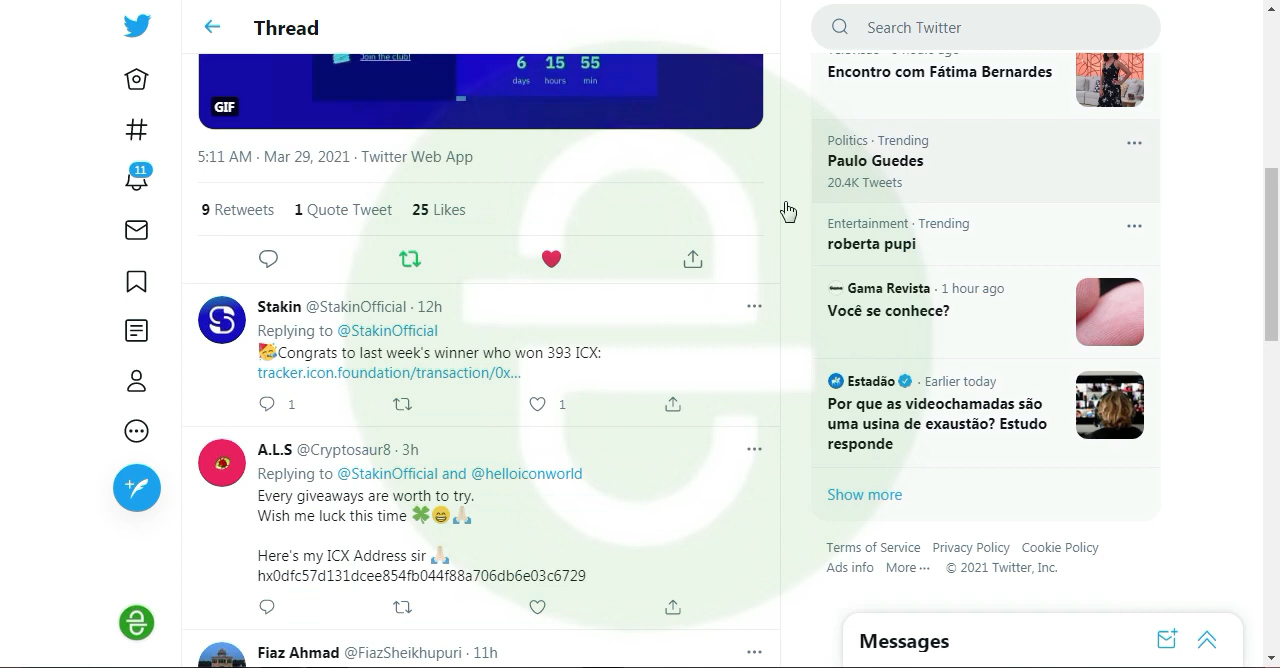 Thread
Search Twitter
Join the club!
6 15 55
days hours min
GIF
5:11 AM · Mar 29, 2021 · Twitter Web App
9 Retweets 1 Quote Tweet 25 Likes
Stakin @StakinOfficial · 12h
Replying to @StakinOfficial
🥳Congrats to last week's winner who won 393 ICX:
tracker.icon.foundation/transaction/0x...
1 1
A.L.S @Cryptosaur8 · 3h
Replying to @StakinOfficial and @helloiconworld
Every giveaways are worth to try.
Wish me luck this time 🍀😁🙏🏻
Here's my ICX Address sir 🙏🏻
hx0dfc57d131dcee854fb044f88a706db6e03c6729
Fiaz Ahmad @FiazSheikhupuri · 11h
11
Encontro com Fátima Bernardes
Politics · Trending
Paulo Guedes
20.4K Tweets
Entertainment · Trending
roberta pupi
Gama Revista · 1 hour ago
Você se conhece?
Estadão · Earlier today
Por que as videochamadas são
uma usina de exaustão? Estudo
responde
Show more
Terms of Service Privacy Policy Cookie Policy
Ads info More ··· © 2021 Twitter, Inc.
Messages